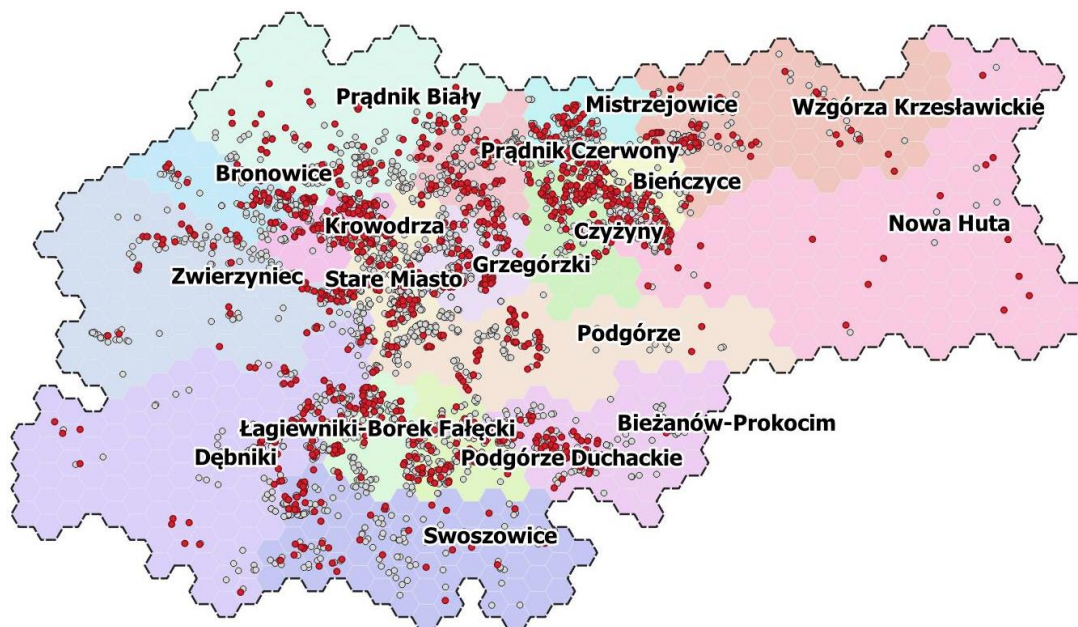 Prądnik Biały
Mistrzejowice
Wzgórza Krzesławickie
Prądnik Czerwony
Bronowice
Bieńczyce
Krowodrza
Czyżyny
Nowa Huta
Zwierzyniec
Stare Miasto
Grzegórzki
Podgórze
Łagiewniki-Borek Fałęcki
Bieżanów-Prokocim
Dębniki
Podgórze Duchackie
Swoszowice